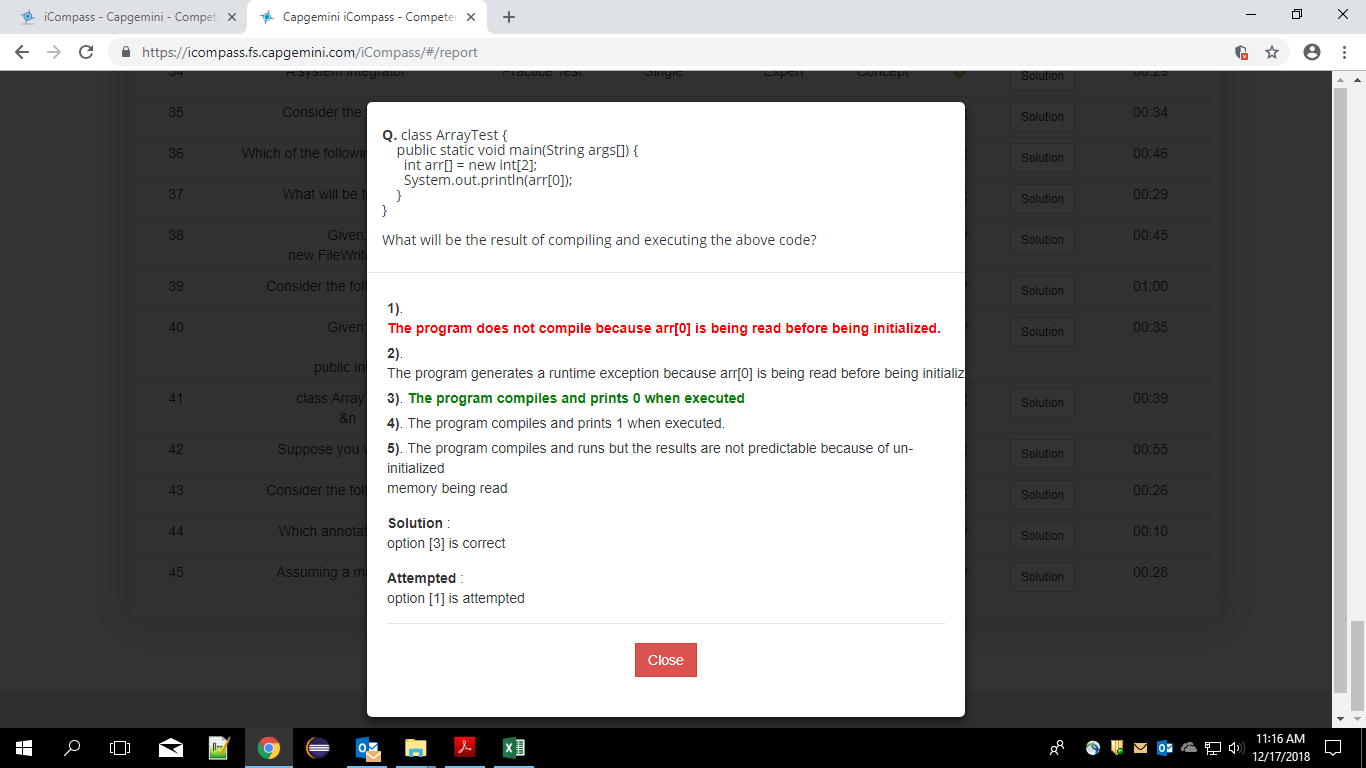 iCompass - Capgemini - Compet
Capgemini iCompass - Competen
https://icompass.fs.capgemini.com/iCompass/#/report
34 A system integrator Practice Test Single Expert Concept Solution 00:29
35 Consider the Solution 00:34
36 Which of the followin Solution 00:46
37 What will be t Solution 00:29
38 Given: Solution 00:45
new FileWrite
39 Consider the foll Solution 01:00
40 Given: Solution 00:35
public int
41 class Array Solution 00:39
&n
42 Suppose you Solution 00:55
43 Consider the foll Solution 00:26
44 Which annotat Solution 00:10
45 Assuming a m Solution 00:28
Q. class ArrayTest {
public static void main(String args[]) {
int arr[] = new int[2];
System.out.println(arr[0]);
}
}
What will be the result of compiling and executing the above code?
1).
The program does not compile because arr[0] is being read before being initialized.
2).
The program generates a runtime exception because arr[0] is being read before being initializ
3). The program compiles and prints 0 when executed
4). The program compiles and prints 1 when executed.
5). The program compiles and runs but the results are not predictable because of un-
initialized
memory being read
Solution :
option [3] is correct
Attempted :
option [1] is attempted
Close
11:16 AM
12/17/2018